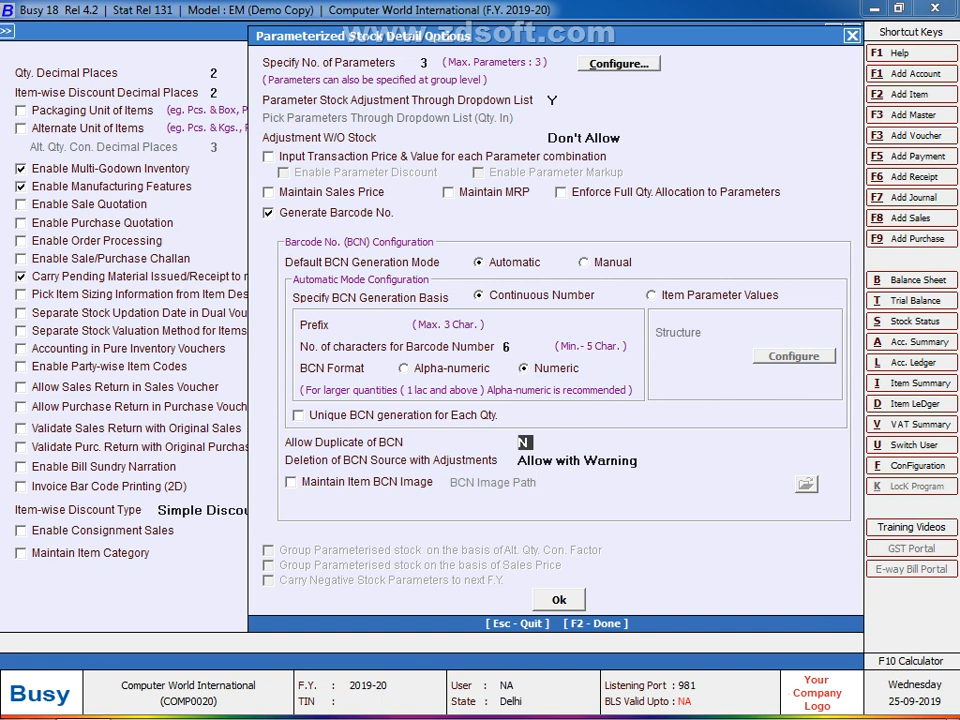 Busy 18 Rel 4.2 | Stat Rel 131 | Model : EM (Demo Copy) | Computer World International (F.Y. 2019-20)
www.zdsoft.com
>>
Qty. Decimal Places 2
Item-wise Discount Decimal Places 2
Packaging Unit of Items (eg. Pcs. & Box, P
Alternate Unit of Items (eg. Pcs. & Kgs.,
Alt. Qty. Con. Decimal Places 3
Enable Multi-Godown Inventory
Enable Manufacturing Features
Enable Sale Quotation
Enable Purchase Quotation
Enable Order Processing
Enable Sale/Purchase Challan
Carry Pending Material Issued/Receipt to
Pick Item Sizing Information from Item Des
Separate Stock Updation Date in Dual Vou
Separate Stock Valuation Method for Items
Accounting in Pure Inventory Vouchers
Enable Party-wise Item Codes
Allow Sales Return in Sales Voucher
Allow Purchase Return in Purchase Vouch
Validate Sales Return with Original Sales
Validate Purc. Return with Original Purchas
Enable Bill Sundry Narration
Invoice Bar Code Printing (2D)
Item-wise Discount Type Simple Discou
Enable Consignment Sales
Maintain Item Category
Parameterized Stock Detail Options
Specify No. of Parameters 3 ( Max. Parameters : 3 ) Configure...
( Parameters can also be specified at group level )
Parameter Stock Adjustment Through Dropdown List Y
Pick Parameters Through Dropdown List (Qty. In)
Adjustment W/O Stock Don't Allow
Input Transaction Price & Value for each Parameter combination
Enable Parameter Discount Enable Parameter Markup
Maintain Sales Price Maintain MRP Enforce Full Qty. Allocation to Parameters
Generate Barcode No.
Barcode No. (BCN) Configuration
Default BCN Generation Mode Automatic Manual
Automatic Mode Configuration
Specify BCN Generation Basis Continuous Number Item Parameter Values
Prefix ( Max. 3 Char. )
No. of characters for Barcode Number 6 ( Min.- 5 Char. )
BCN Format Alpha-numeric Numeric
( For larger quantities ( 1 lac and above ) Alpha-numeric is recommended )
Structure
Configure
Unique BCN generation for Each Qty.
Allow Duplicate of BCN N
Deletion of BCN Source with Adjustments Allow with Warning
Maintain Item BCN Image BCN Image Path
Group Parameterised stock on the basis of Alt. Qty. Con. Factor
Group Parameterised stock on the basis of Sales Price
Carry Negative Stock Parameters to next F.Y.
Ok
[ Esc - Quit ] [ F2 - Done ]
Shortcut Keys
F1 Help
F1 Add Account
F2 Add Item
F3 Add Master
F3 Add Voucher
F5 Add Payment
F6 Add Receipt
F7 Add Journal
F8 Add Sales
F9 Add Purchase
B Balance Sheet
T Trial Balance
S Stock Status
A Acc. Summary
L Acc. Ledger
I Item Summary
D Item LeDger
V VAT Summary
U Switch User
F ConFiguration
K LocK Program
Training Videos
GST Portal
E-way Bill Portal
F10 Calculator
Busy
Computer World International
(COMP0020)
F.Y. : 2019-20
TIN :
User : NA
State : Delhi
Listening Port : 981
BLS Valid Upto : NA
Your
Company
Logo
Wednesday
25-09-2019